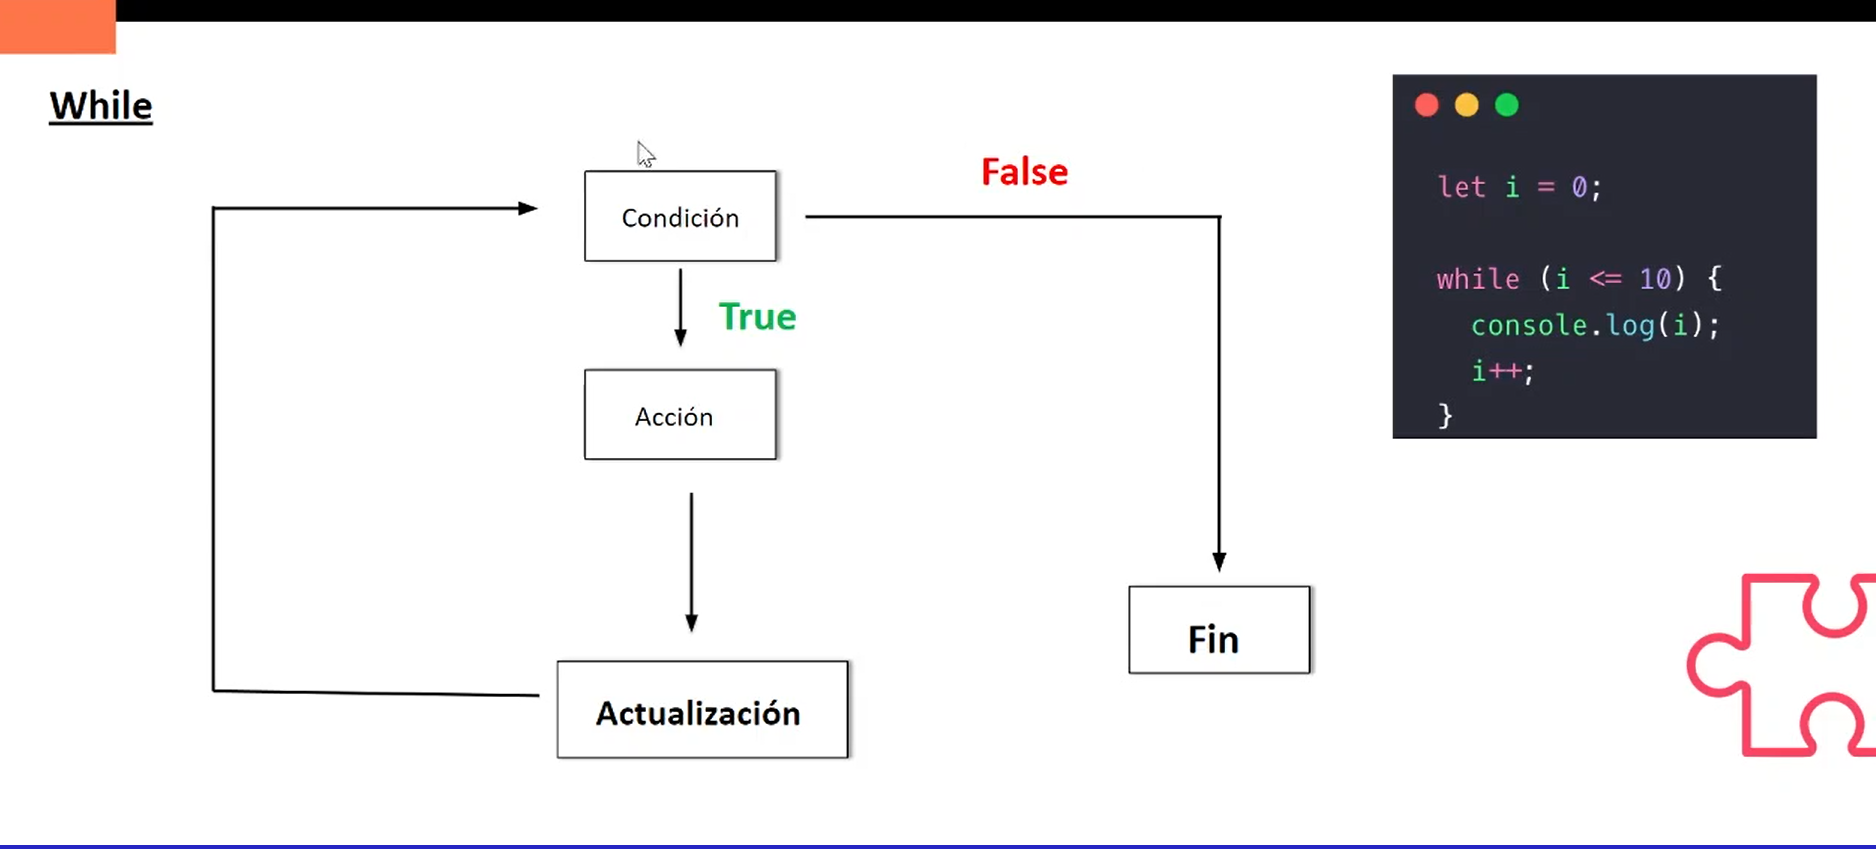 While
Condición
False
True
Acción
Actualización
Fin
let i = 0;
while (i <= 10) {
console.log(i);
i++;
}